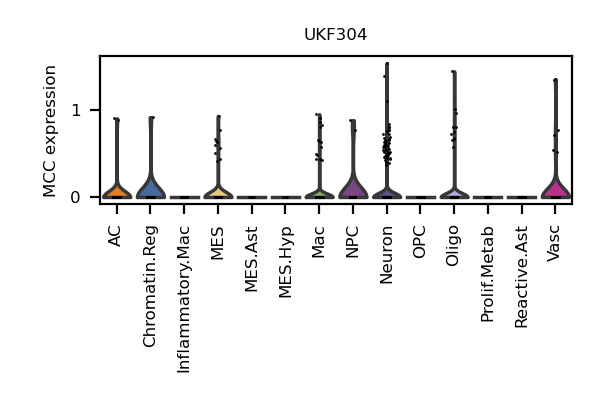 UKF304
MCC expression
1
0
AC
Chromatin.Reg
Inflammatory.Mac
MES
MES.Ast
MES.Hyp
Mac
NPC
Neuron
OPC
Oligo
Prolif.Metab
Reactive.Ast
Vasc